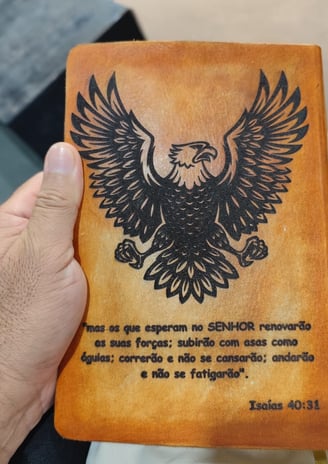 "mas os que esperam no SENHOR renovarão
as suas forças; subirão com asas como
águias; correrão e não se cansarão; andarão
e não se fatigarão".
Isaías 40:31